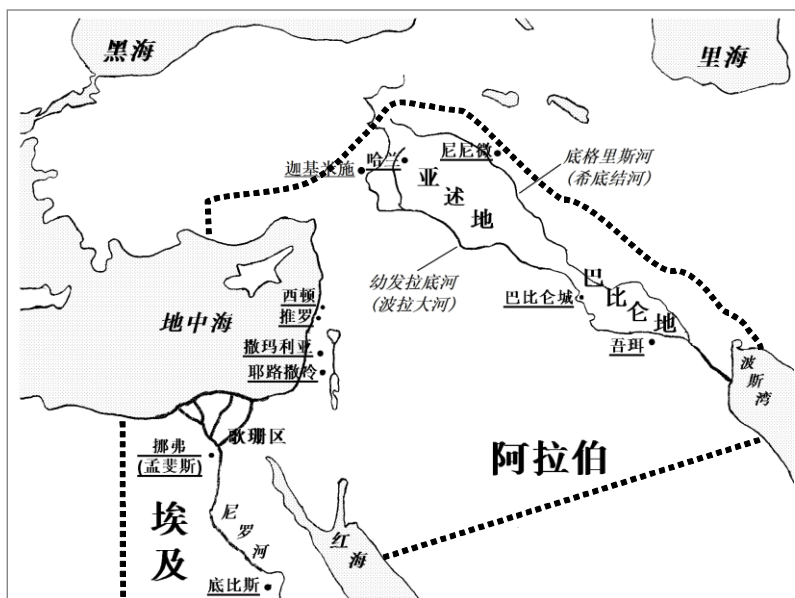 黑海
里海
迦基米施
哈兰
尼尼微
底格里斯河
(希底结河)
亚述地
幼发拉底河
(波拉大河)
巴比仑城
巴比仑地
吾珥
波斯湾
西顿
推罗
地中海
撒玛利亚
耶路撒冷
歌珊区
挪弗
(孟斐斯)
阿拉伯
埃及
尼罗河
红海
底比斯